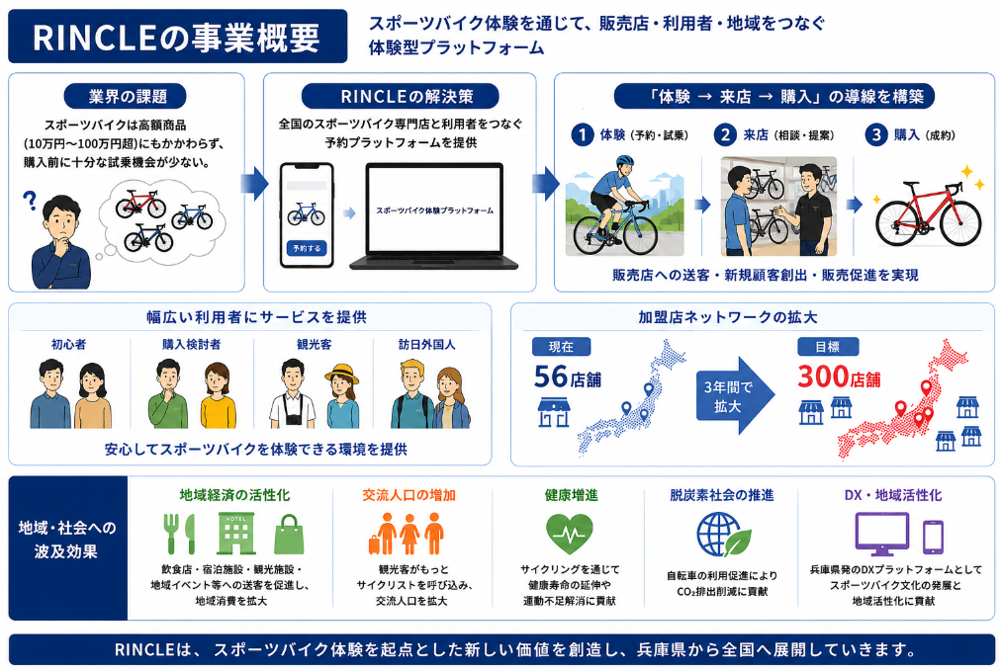 RINCLEの事業概要
スポーツバイク体験を通じて、販売店・利用者・地域をつなぐ
体験型プラットフォーム
業界の課題
スポーツバイクは高額商品
(10万円〜100万円超)にもかかわらず、
購入前に十分な試乗機会が少ない。
?
RINCLEの解決策
全国のスポーツバイク専門店と利用者をつなぐ
予約プラットフォームを提供
予約する
スポーツバイク体験プラットフォーム
「体験 → 来店 → 購入」の導線を構築
1 体験（予約・試乗）
2 来店（相談・提案）
3 購入（成約）
販売店への送客・新規顧客創出・販売促進を実現
幅広い利用者にサービスを提供
初心者
購入検討者
観光客
訪日外国人
安心してスポーツバイクを体験できる環境を提供
加盟店ネットワークの拡大
現在
56店舗
3年間で
拡大
目標
300店舗
地域・社会への
波及効果
地域経済の活性化
HOTEL
飲食店・宿泊施設・観光施設・
地域イベント等への送客を促進し、
地域消費を拡大
交流人口の増加
観光客がもっと
サイクリストを呼び込み、
交流人口を拡大
健康増進
サイクリングを通じて
健康寿命の延伸や
運動不足解消に貢献
脱炭素社会の推進
自転車の利用促進により
CO₂排出削減に貢献
DX・地域活性化
兵庫県発のDXプラットフォームとして
スポーツバイク文化の発展と
地域活性化に貢献
RINCLEは、スポーツバイク体験を起点とした新しい価値を創造し、兵庫県から全国へ展開していきます。